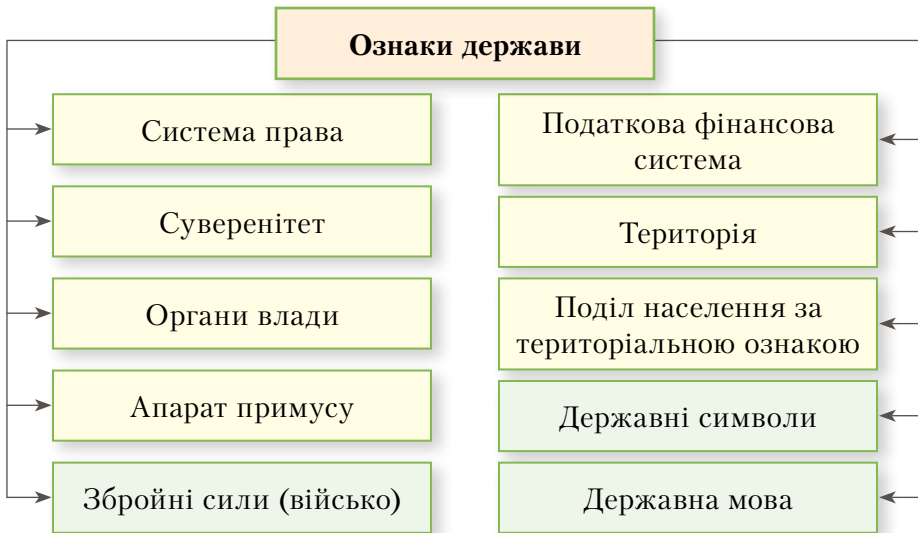 Ознаки держави
Система права
Суверенітет
Органи влади
Апарат примусу
Збройні сили (військо)
Податкова фінансова
система
Територія
Поділ населення за
територіальною ознакою
Державні символи
Державна мова